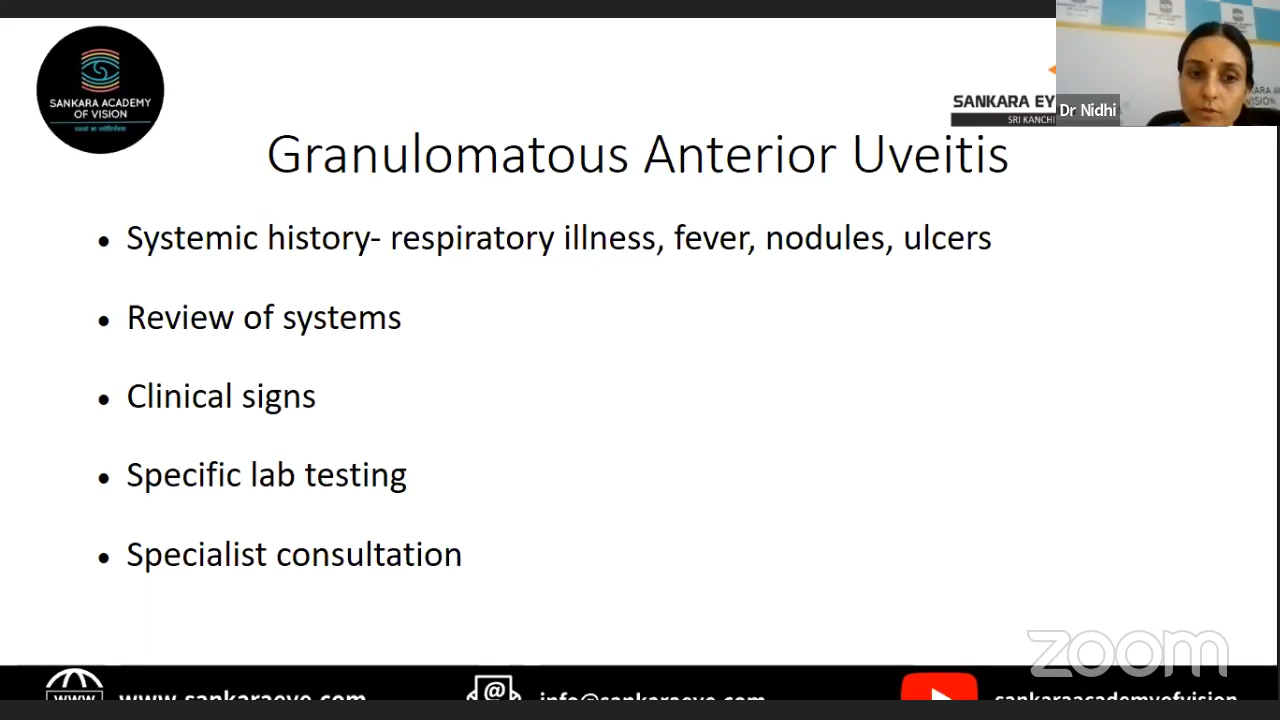 SANKARA ACADEMY
OF VISION
SANKARA EY
SRI KANCHI
Dr Nidhi
Granulomatous Anterior Uveitis
• Systemic history- respiratory illness, fever, nodules, ulcers
• Review of systems
• Clinical signs
• Specific lab testing
• Specialist consultation
zoom
www www.sankaraeye.com @ info@sankaraeye.com sankaraacademyofvision